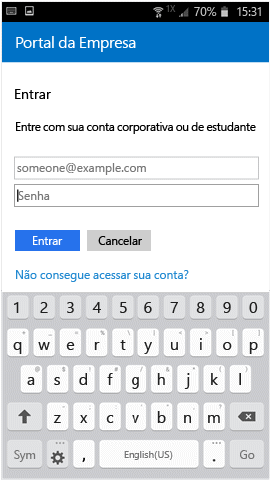 1X 70% 15:31
Portal da Empresa
Entrar
Entre com sua conta corporativa ou de estudante
someone@example.com
Senha
Entrar Cancelar
Não consegue acessar sua conta?
1 2 3 4 5 6 7 8 9 0
q w e r t y u i o p
a s d f g h j k l
z x c v b n m
Sym , English(US) . Go